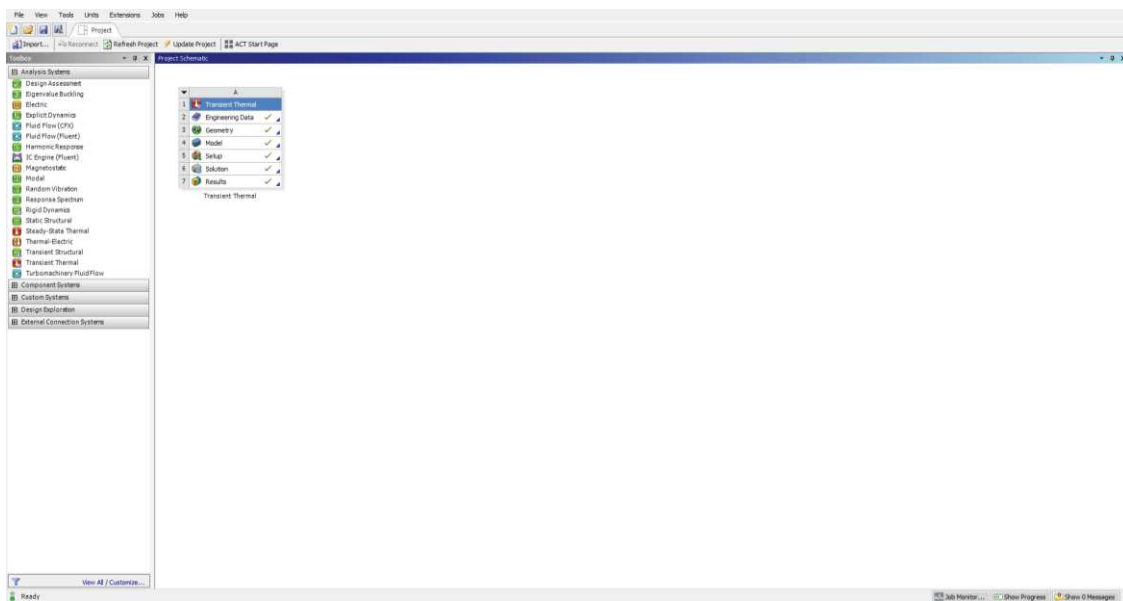 File View Tools Units Extensions Jobs Help
Project
Import... Reconnect Refresh Project Update Project ACT Start Page
Toolbox
Project Schematic
Analysis Systems
Design Assessment
Eigenvalue Buckling
Electric
Explicit Dynamics
Fluid Flow (CFX)
Fluid Flow (Fluent)
Harmonic Response
IC Engine (Fluent)
Magnetostatic
Modal
Random Vibration
Response Spectrum
Rigid Dynamics
Static Structural
Steady-State Thermal
Thermal-Electric
Transient Structural
Transient Thermal
Turbomachinery Fluid Flow
Component Systems
Custom Systems
Design Exploration
External Connection Systems
View All / Customize...
A
1 Transient Thermal
2 Engineering Data
3 Geometry
4 Model
5 Setup
6 Solution
7 Results
Transient Thermal
Ready
Job Monitor... Show Progress Show 0 Messages